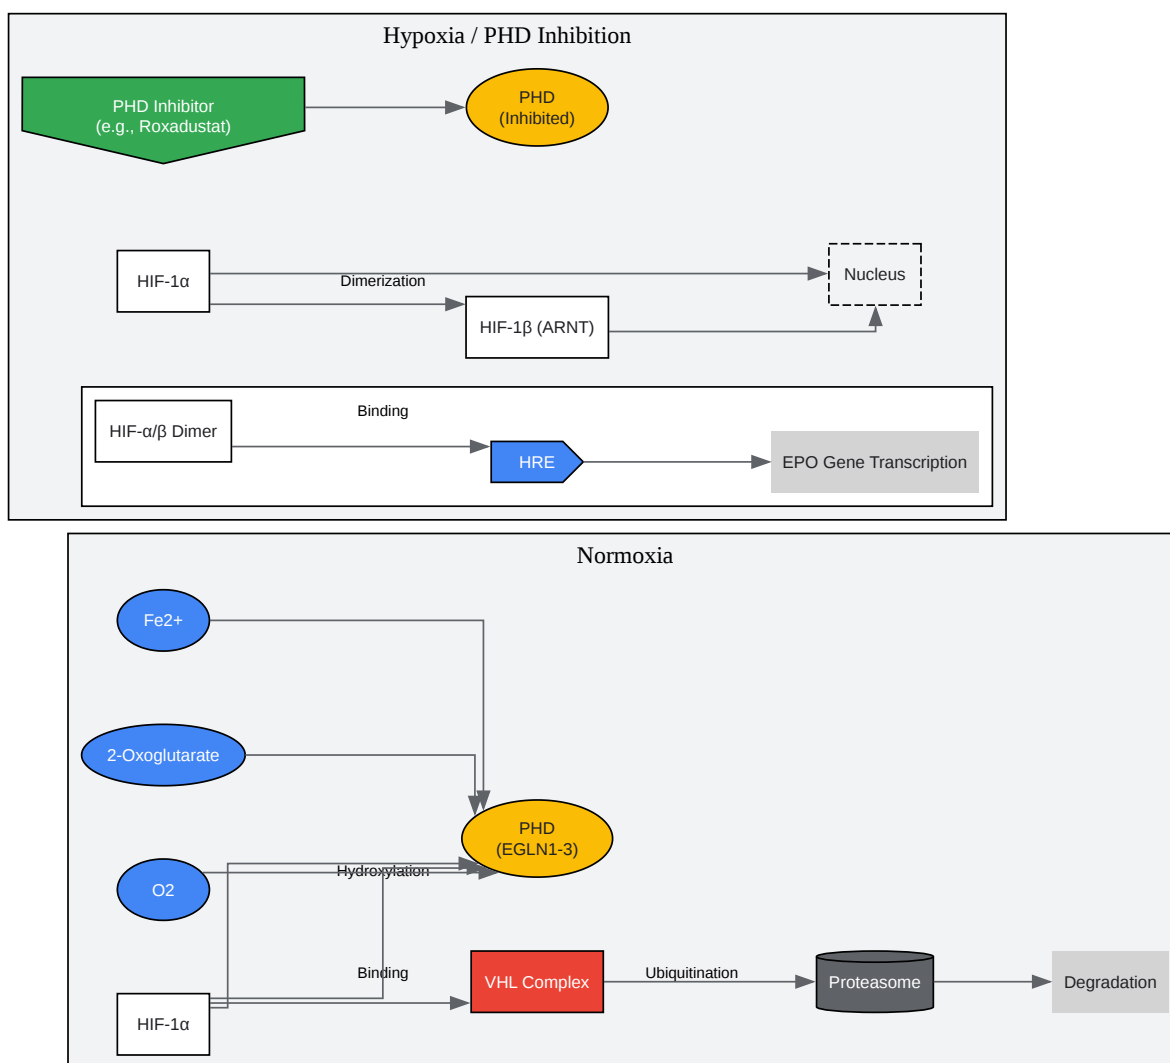 Hypoxia / PHD Inhibition
PHD Inhibitor
(e.g., Roxadustat)
PHD
(Inhibited)
HIF-1α
Dimerization
Nucleus
HIF-1β (ARNT)
HIF-α/β Dimer
Binding
HRE
EPO Gene Transcription
Normoxia
Fe2+
2-Oxoglutarate
PHD
(EGLN1-3)
O2
Hydroxylation
HIF-1α
Binding
VHL Complex
Ubiquitination
Proteasome
Degradation